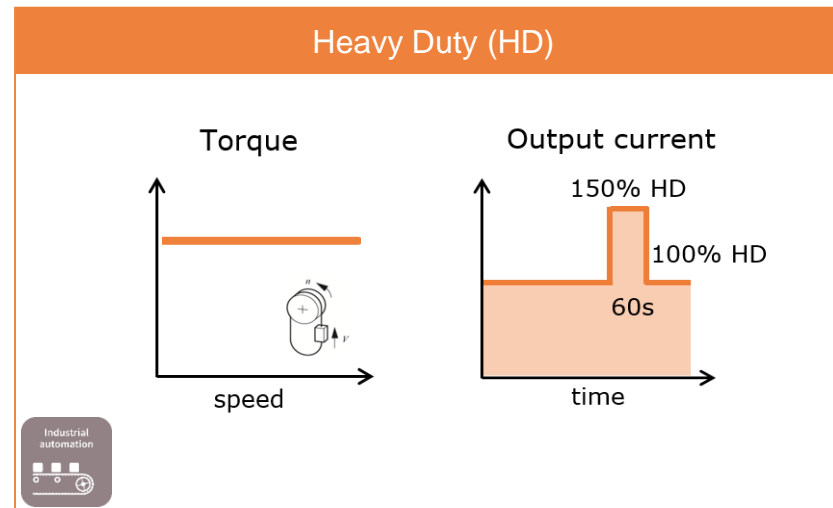 Heavy Duty (HD)
Torque
Output current
150% HD
100% HD
60s
n
V
speed
time
Industrial
automation